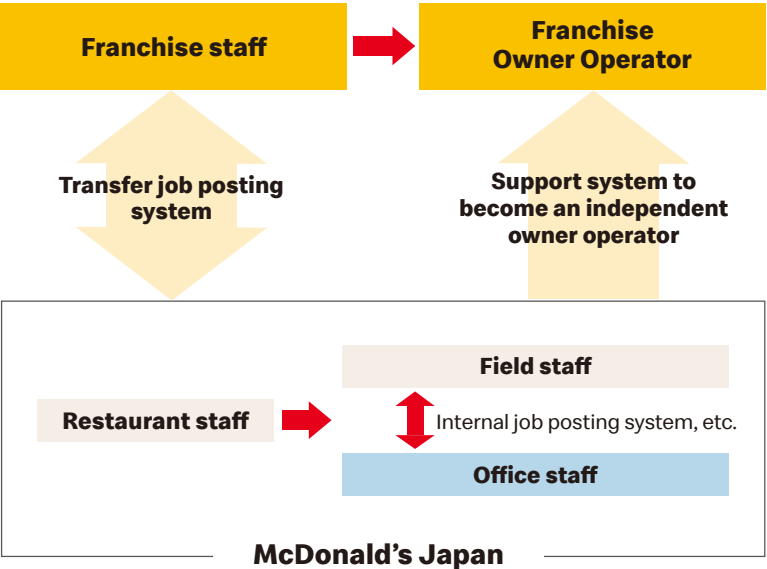 Franchise staff
Franchise
Owner Operator
Transfer job posting
system
Support system to
become an independent
owner operator
Field staff
Restaurant staff
Internal job posting system, etc.
Office staff
McDonald’s Japan